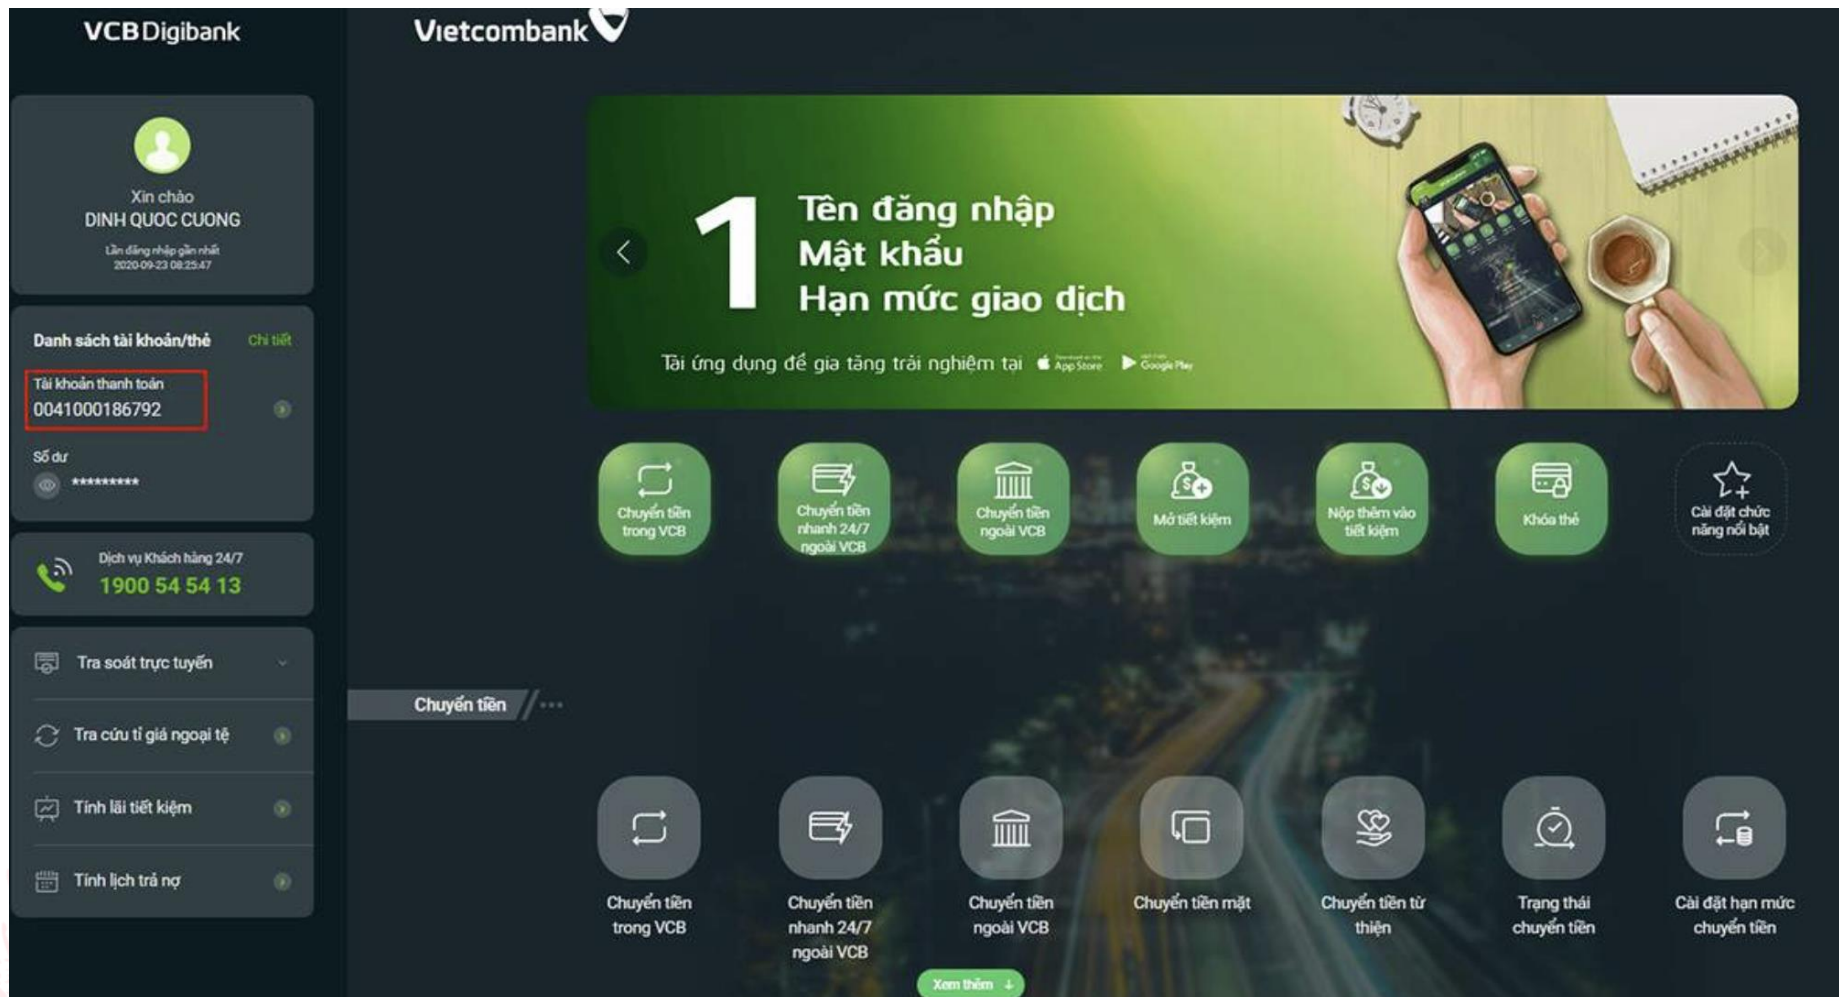 VCB Digibank
Vietcombank
Xin chào
DINH QUOC CUONG
Lần đăng nhập gần nhất
2020-09-23 08:25:47
Danh sách tài khoản/thẻ
Chi tiết
Tài khoản thanh toán
0041000186792
Số dư
*********
Dịch vụ Khách hàng 24/7
1900 54 54 13
Tra soát trực tuyến
Tra cứu tỉ giá ngoại tệ
Tính lãi tiết kiệm
Tính lịch trả nợ
1
Tên đăng nhập
Mật khẩu
Hạn mức giao dịch
Tải ứng dụng để gia tăng trải nghiệm tại
App Store
Google Play
Chuyển tiền
trong VCB
Chuyển tiền
nhanh 24/7
ngoài VCB
Chuyển tiền
ngoài VCB
Mở tiết kiệm
Nộp thêm vào
tiết kiệm
Khóa thẻ
Cài đặt chức
năng nổi bật
Chuyển tiền
Chuyển tiền
trong VCB
Chuyển tiền
nhanh 24/7
ngoài VCB
Chuyển tiền
ngoài VCB
Chuyển tiền mặt
Chuyển tiền từ
thiện
Trạng thái
chuyển tiền
Cài đặt hạn mức
chuyển tiền
Xem thêm